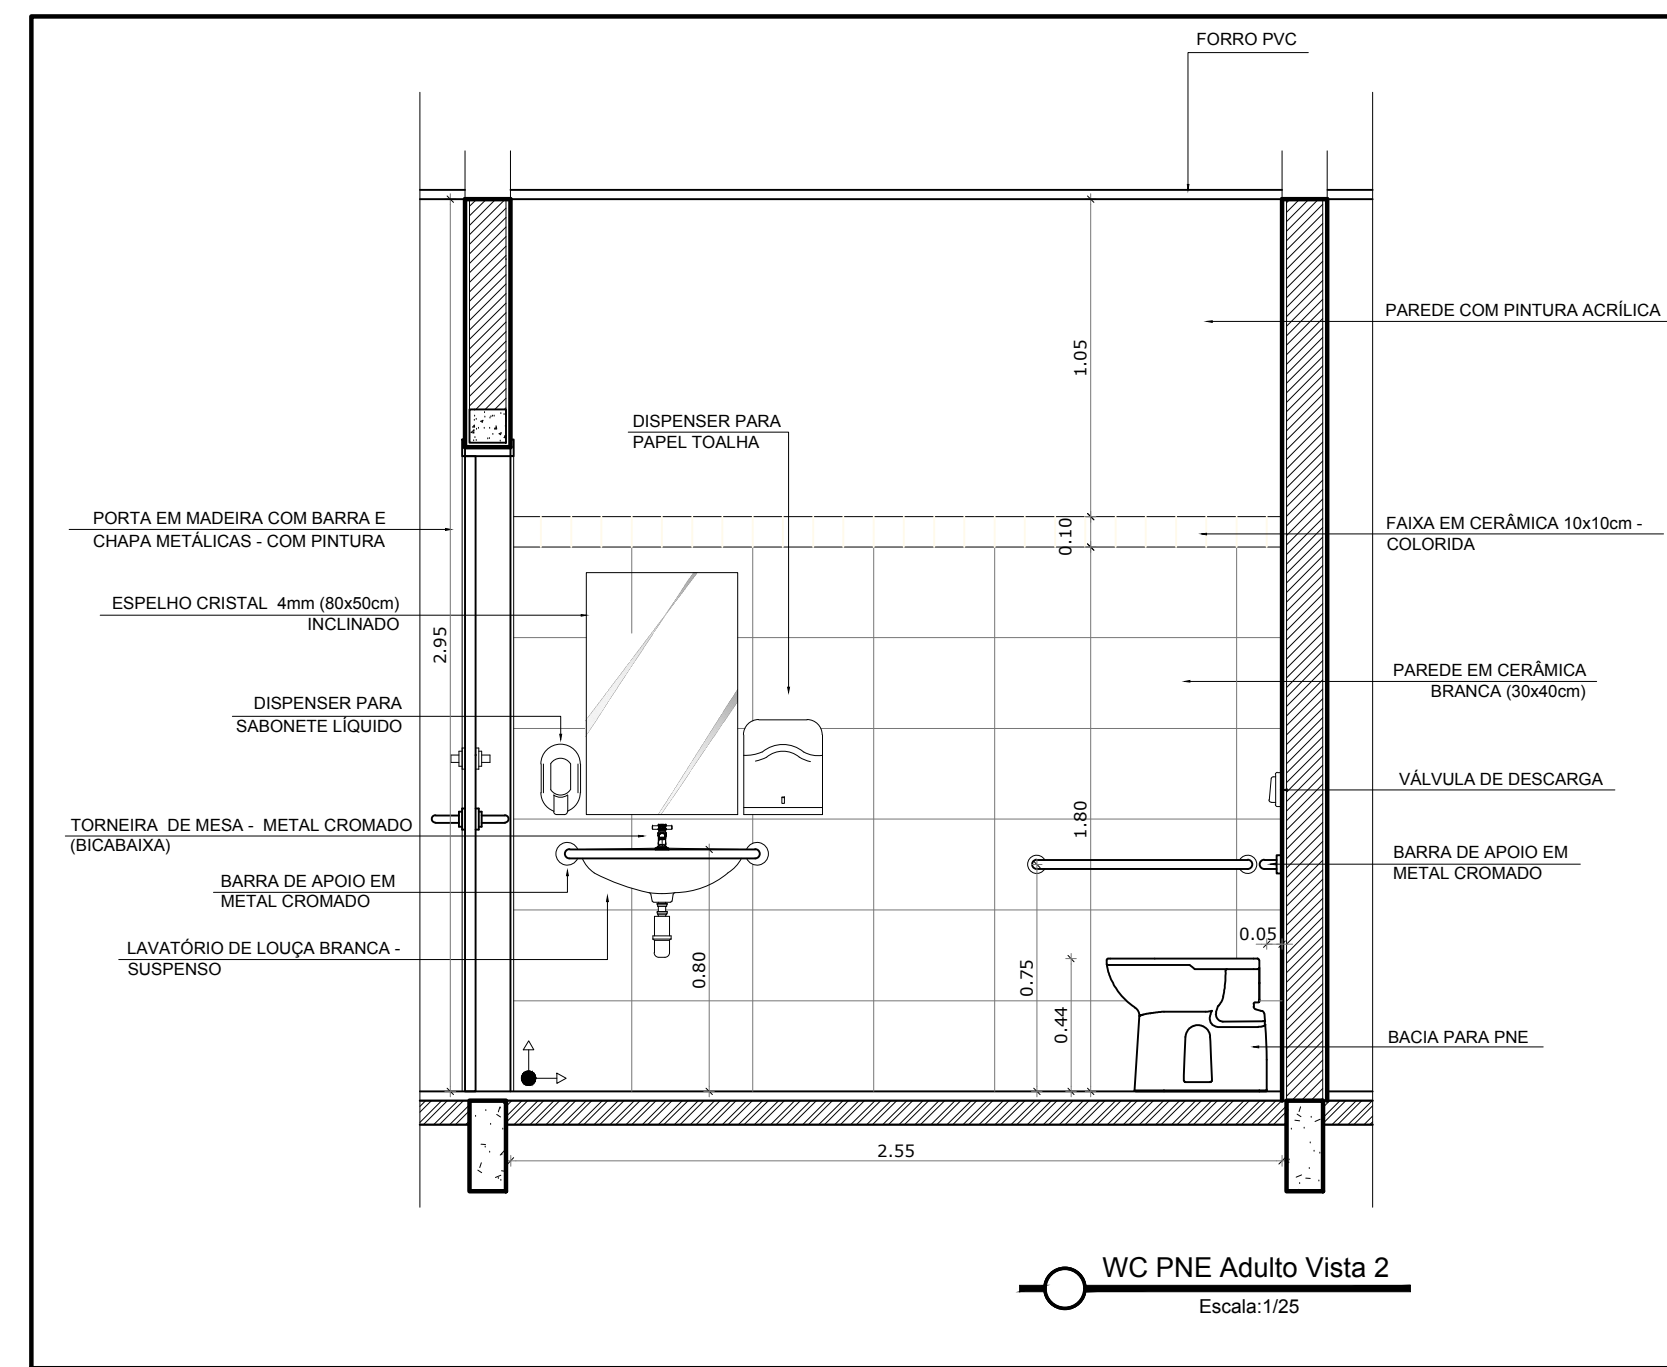 FORRO PVC
PAREDE COM PINTURA ACRÍLICA
1.05
DISPENSER PARA
PAPEL TOALHA
PORTA EM MADEIRA COM BARRA E
CHAPA METÁLICAS - COM PINTURA
0.10
FAIXA EM CERÂMICA 10x10cm -
COLORIDA
ESPELHO CRISTAL 4mm (80x50cm)
INCLINADO
2.95
PAREDE EM CERÂMICA
BRANCA (30x40cm)
DISPENSER PARA
SABONETE LÍQUIDO
VÁLVULA DE DESCARGA
TORNEIRA DE MESA - METAL CROMADO
(BICABAIXA)
1.80
BARRA DE APOIO EM
METAL CROMADO
BARRA DE APOIO EM
METAL CROMADO
LAVATÓRIO DE LOUÇA BRANCA -
SUSPENSO
0.05
0.80
0.75
0.44
BACIA PARA PNE
2.55
WC PNE Adulto Vista 2
Escala:1/25